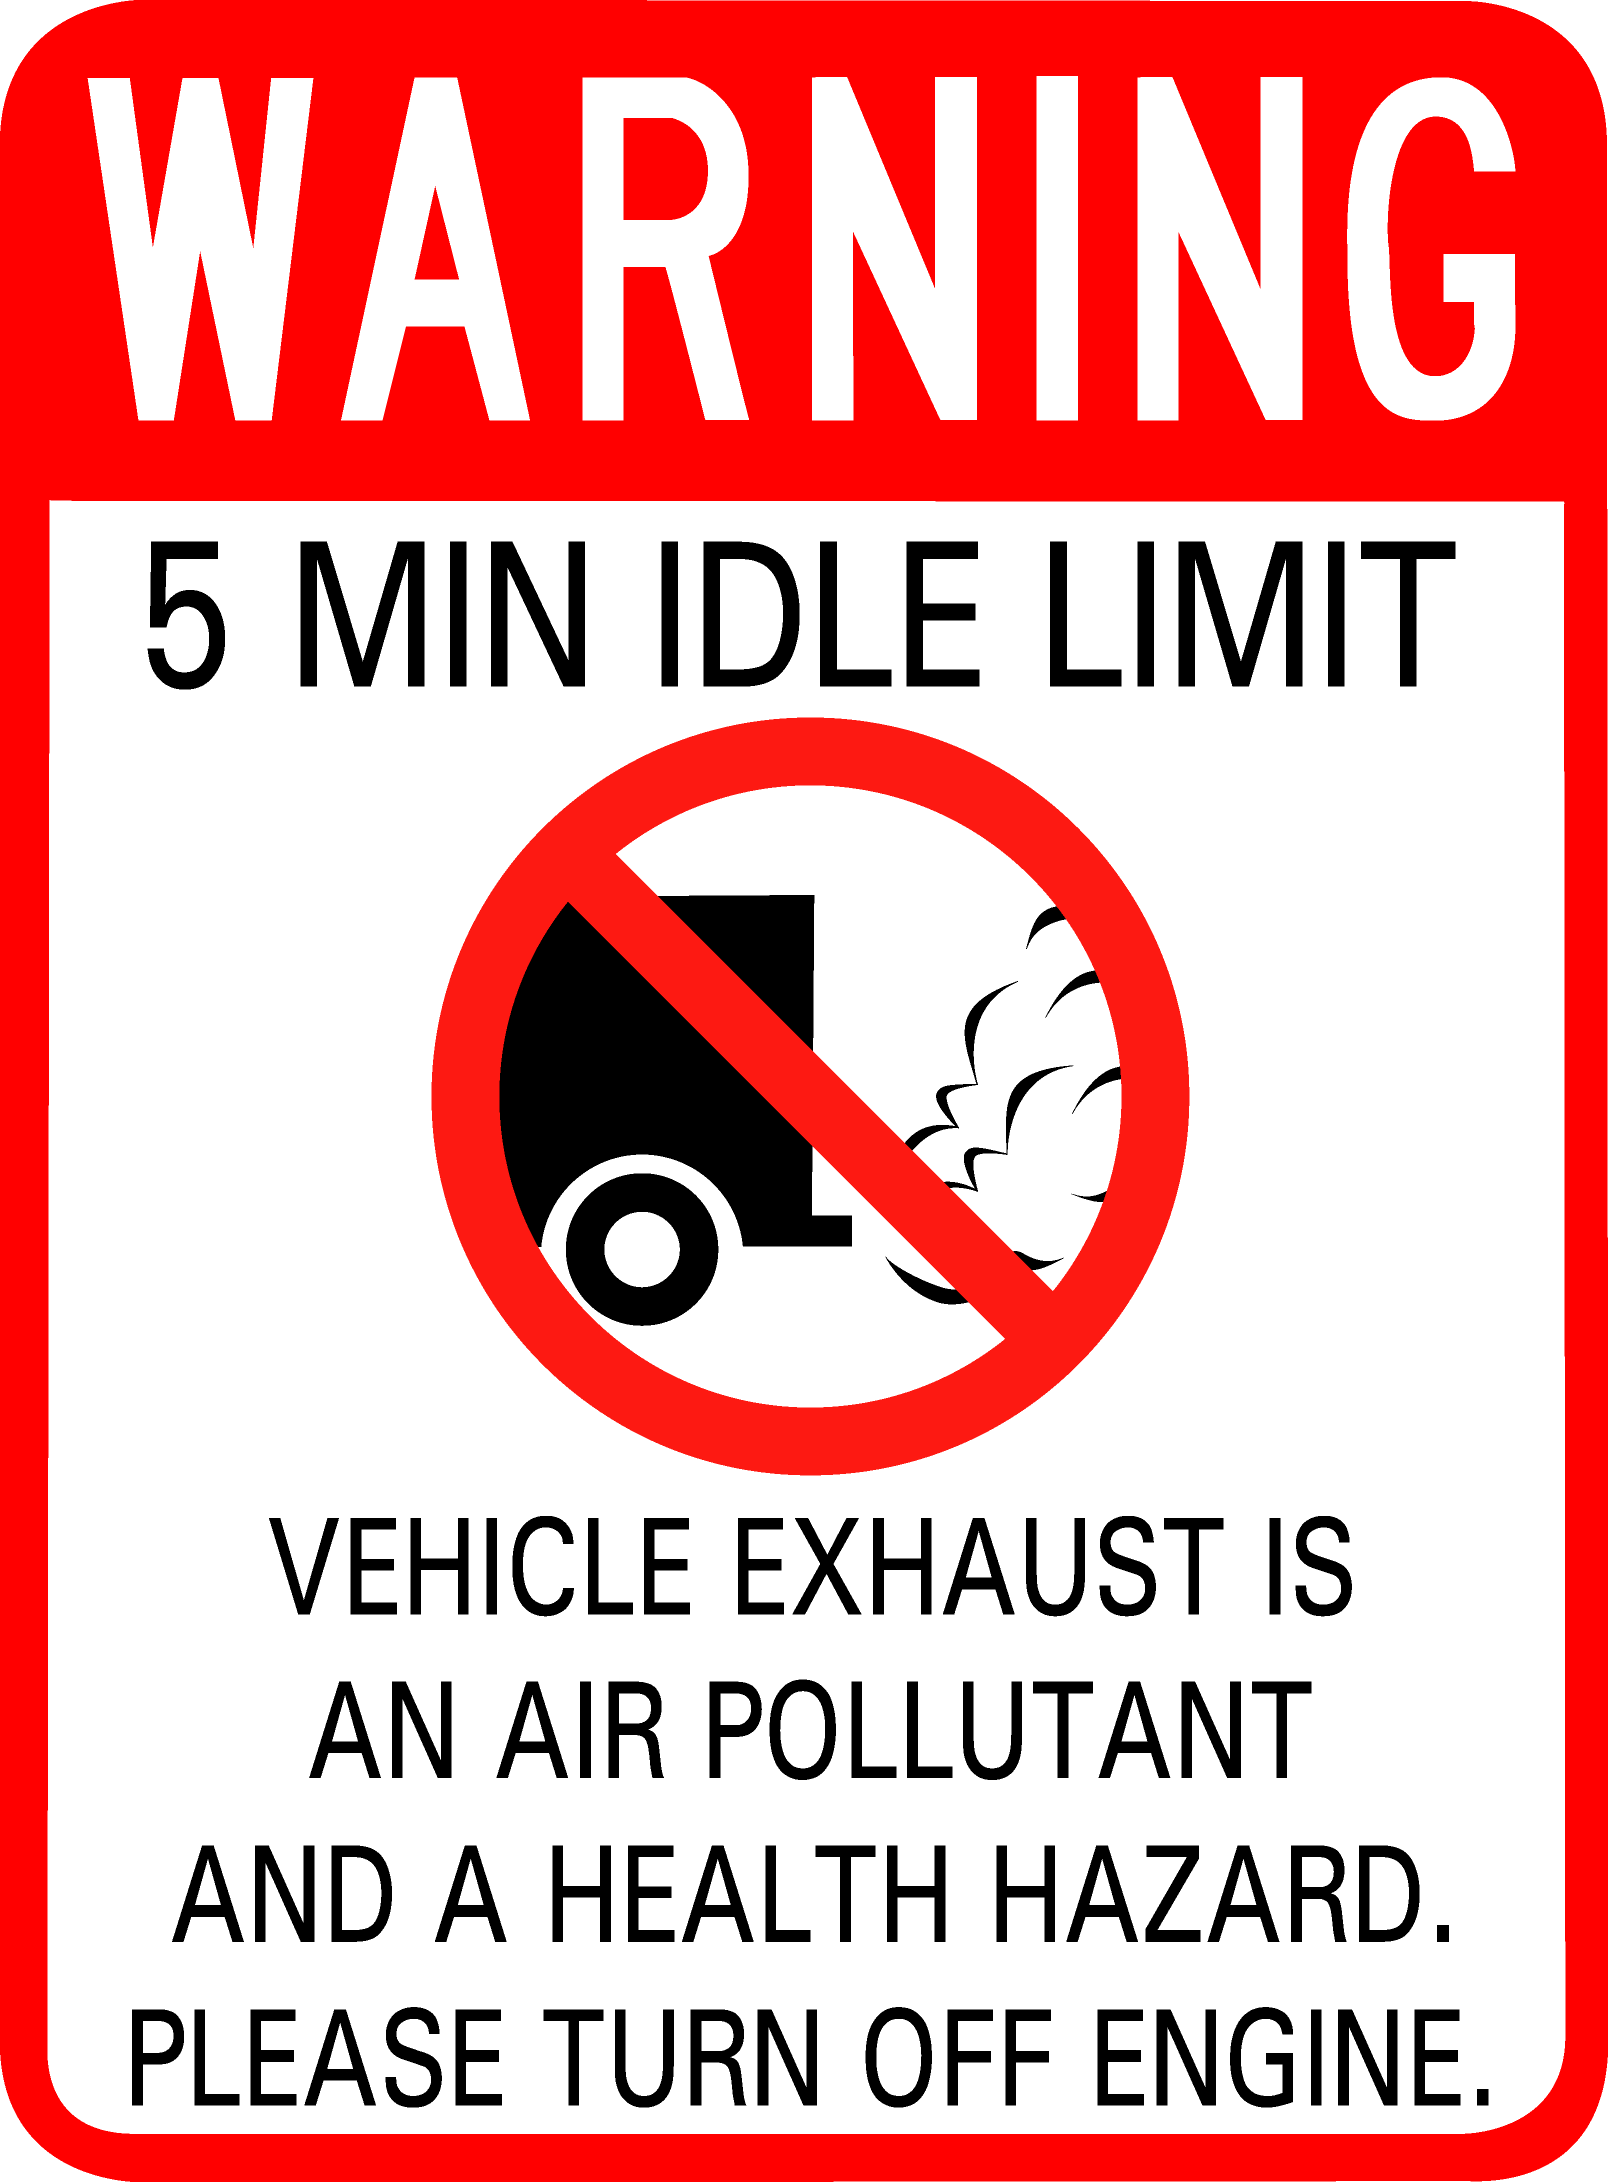 WARNING
5 MIN IDLE LIMIT
VEHICLE EXHAUST IS
AN AIR POLLUTANT
AND A HEALTH HAZARD.
PLEASE TURN OFF ENGINE.